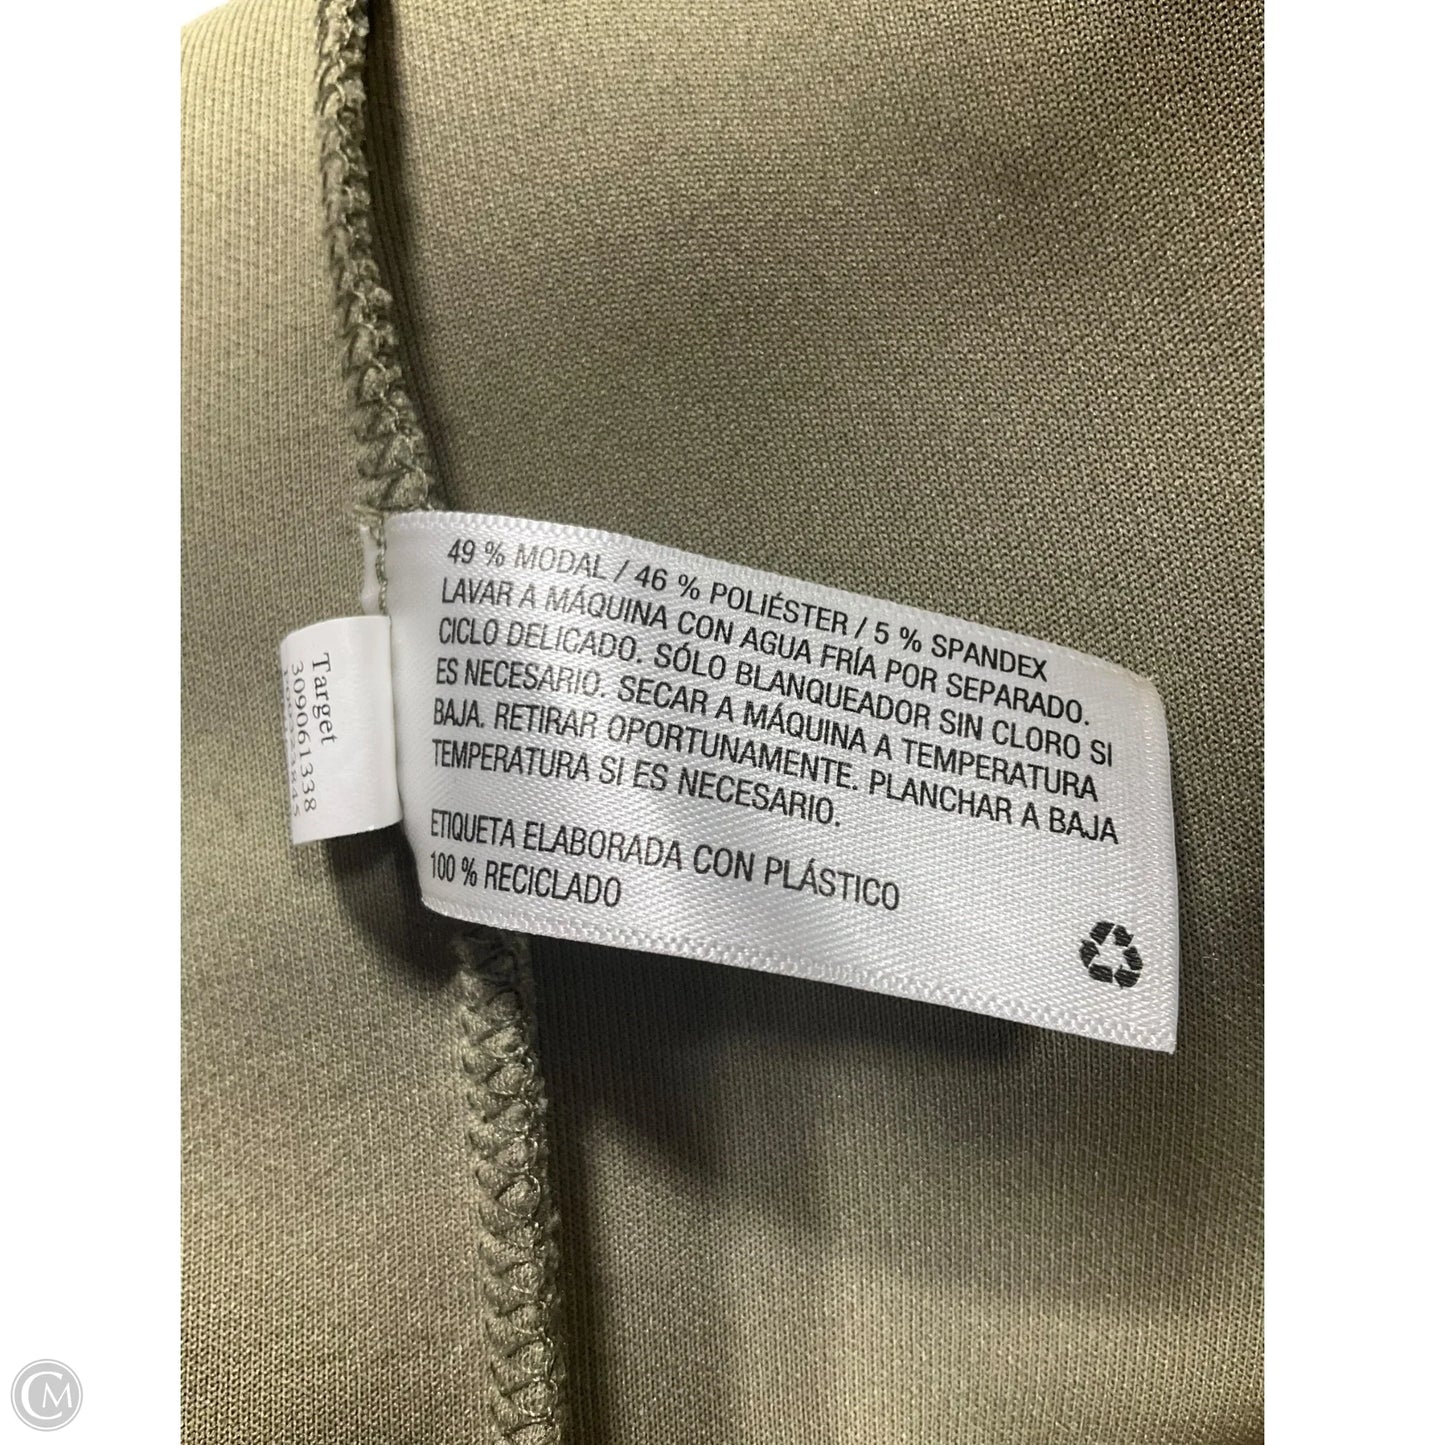 49 % MODAL / 46 % POLIÉSTER / 5 % SPANDEX
LAVAR A MÁQUINA CON AGUA FRÍA POR SEPARADO.
CICLO DELICADO. SÓLO BLANQUEADOR SIN CLORO SI
ES NECESARIO. SECAR A MÁQUINA A TEMPERATURA
BAJA. RETIRAR OPORTUNAMENTE. PLANCHAR A BAJA
TEMPERATURA SI ES NECESARIO.
ETIQUETA ELABORADA CON PLÁSTICO
100 % RECICLADO
Target
309061338
CM